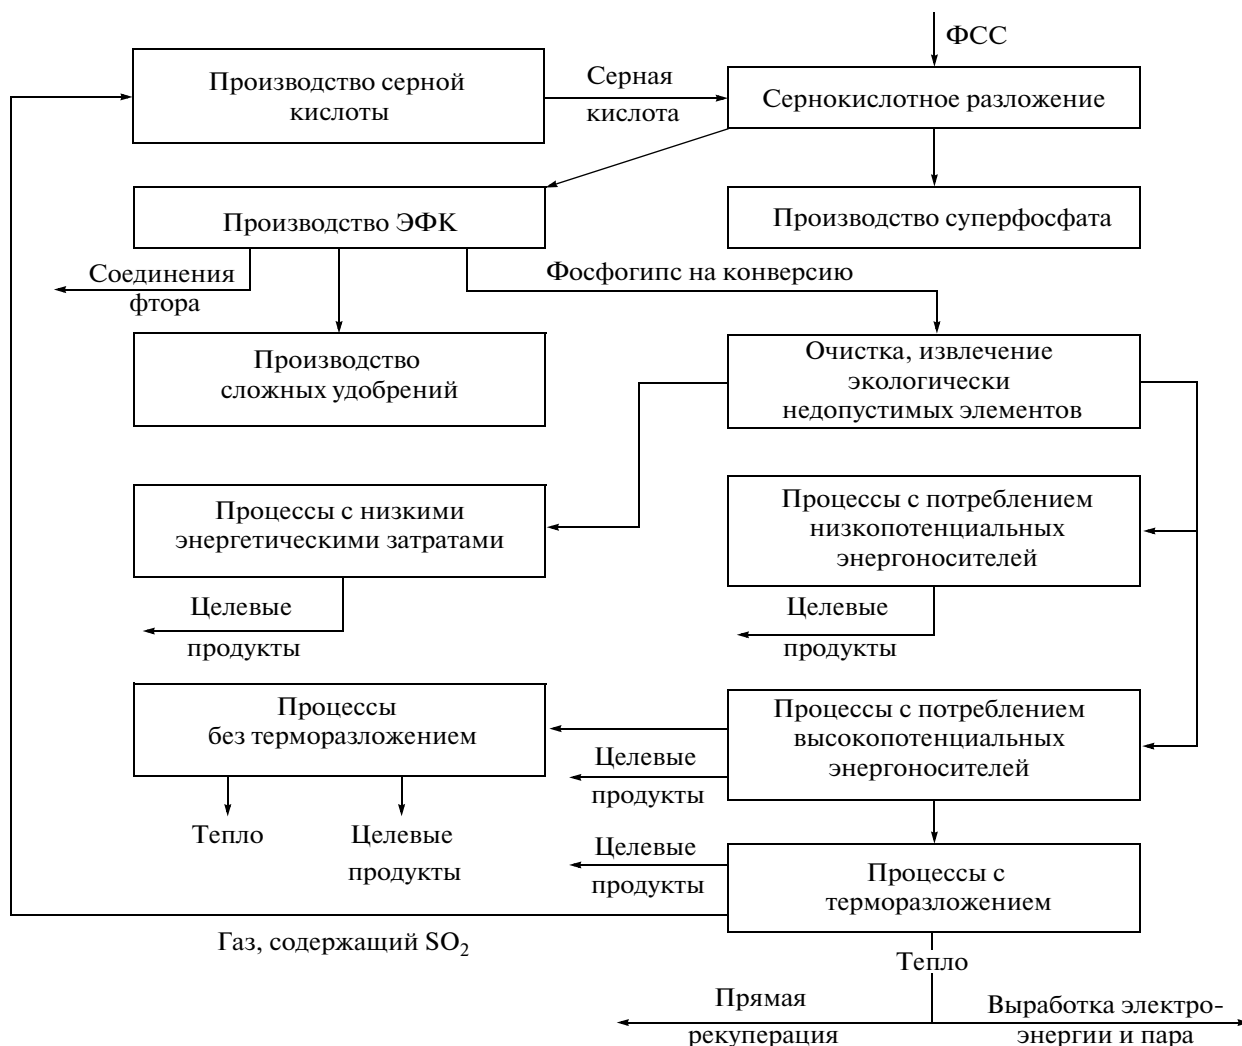 ФСС
Производство серной
кислоты
Серная
кислота
Сернокислотное разложение
Производство ЭФК
Производство суперфосфата
Соединения
фтора
Фосфогипс на конверсию
Производство
сложных удобрений
Очистка, извлечение
экологически
недопустимых элементов
Процессы с низкими
энергетическими затратами
Процессы с потреблением
низкопотенциальных
энергоносителей
Целевые
продукты
Целевые
продукты
Процессы
без терморазложением
Процессы с потреблением
высокопотенциальных
энергоносителей
Целевые
продукты
Тепло
Целевые
продукты
Целевые
продукты
Процессы с
терморазложением
Газ, содержащий SO₂
Тепло
Прямая
рекуперация
Выработка электро-
энергии и пара